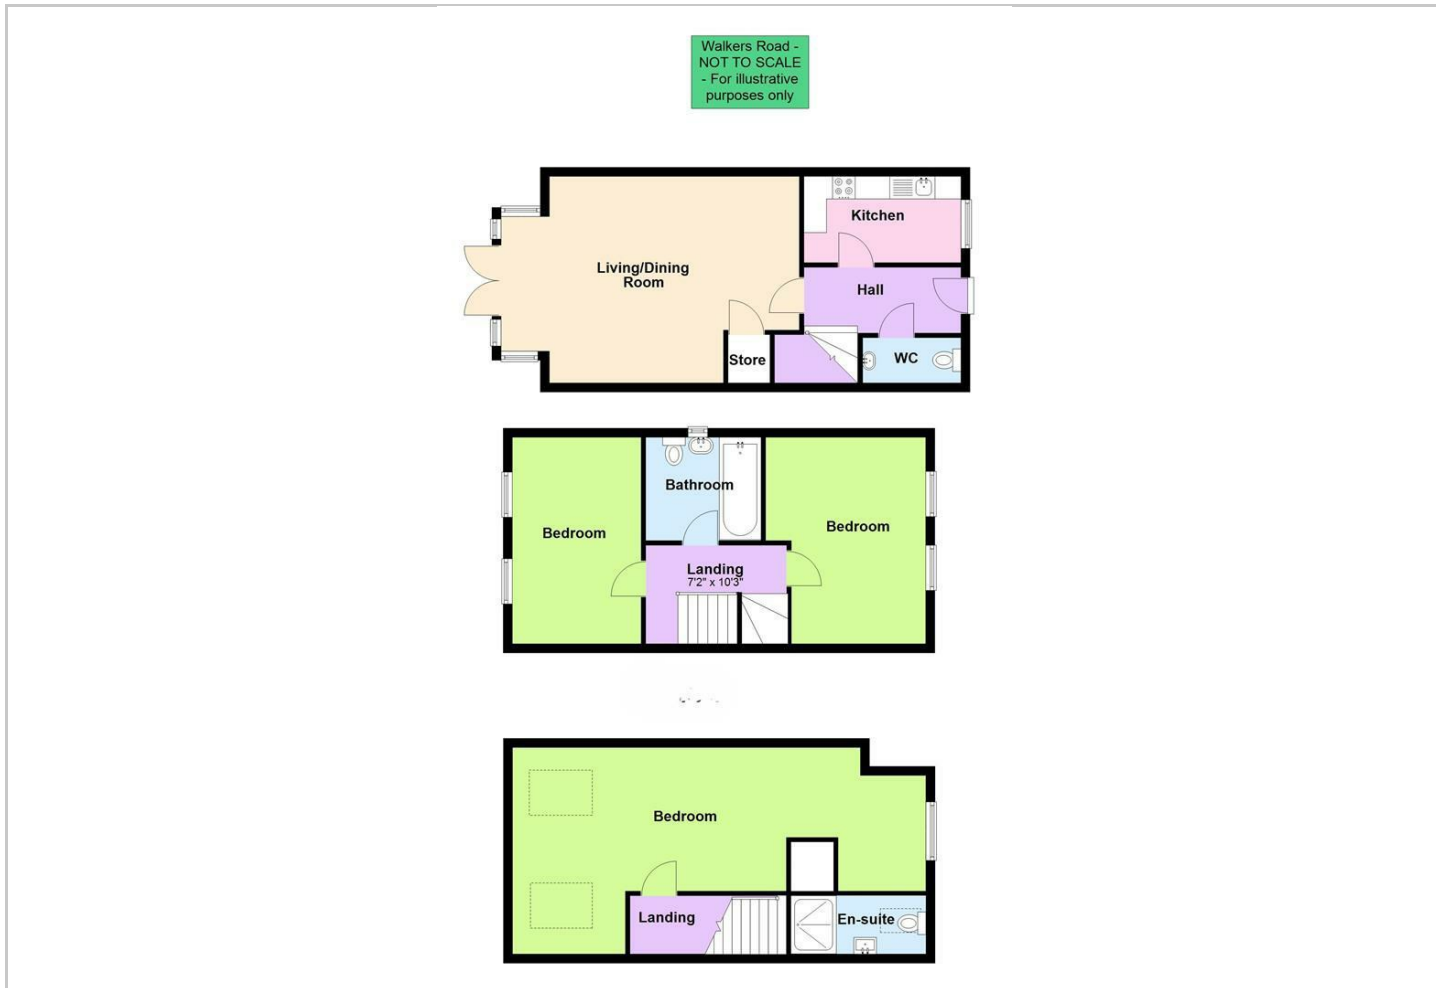 Walkers Road -
NOT TO SCALE
- For illustrative
purposes only
Kitchen
Living/Dining
Room
Hall
Store
WC
Bathroom
Bedroom
Bedroom
Landing
7'2" x 10'3"
Bedroom
Landing
En-suite